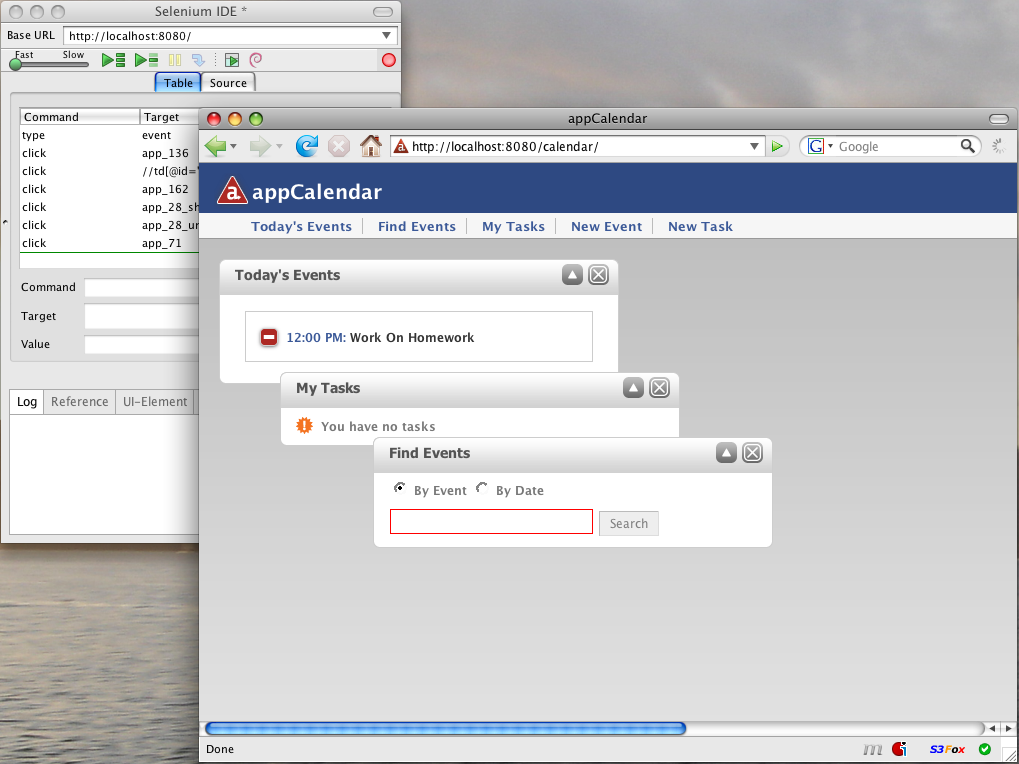 Selenium IDE *
Base URL http://localhost:8080/
Fast Slow
Table Source
Command Target
type event
click app_136
click //td[@id='
click app_162
click app_28_sh
click
click app_71
Command
Target
Value
Log Reference UI-Element
appCalendar
http://localhost:8080/calendar/
G Google
a appCalendar
Today's Events Find Events My Tasks New Event New Task
Today's Events
12:00 PM: Work On Homework
My Tasks
You have no tasks
Find Events
By Event By Date
Search
Done m S3Fox